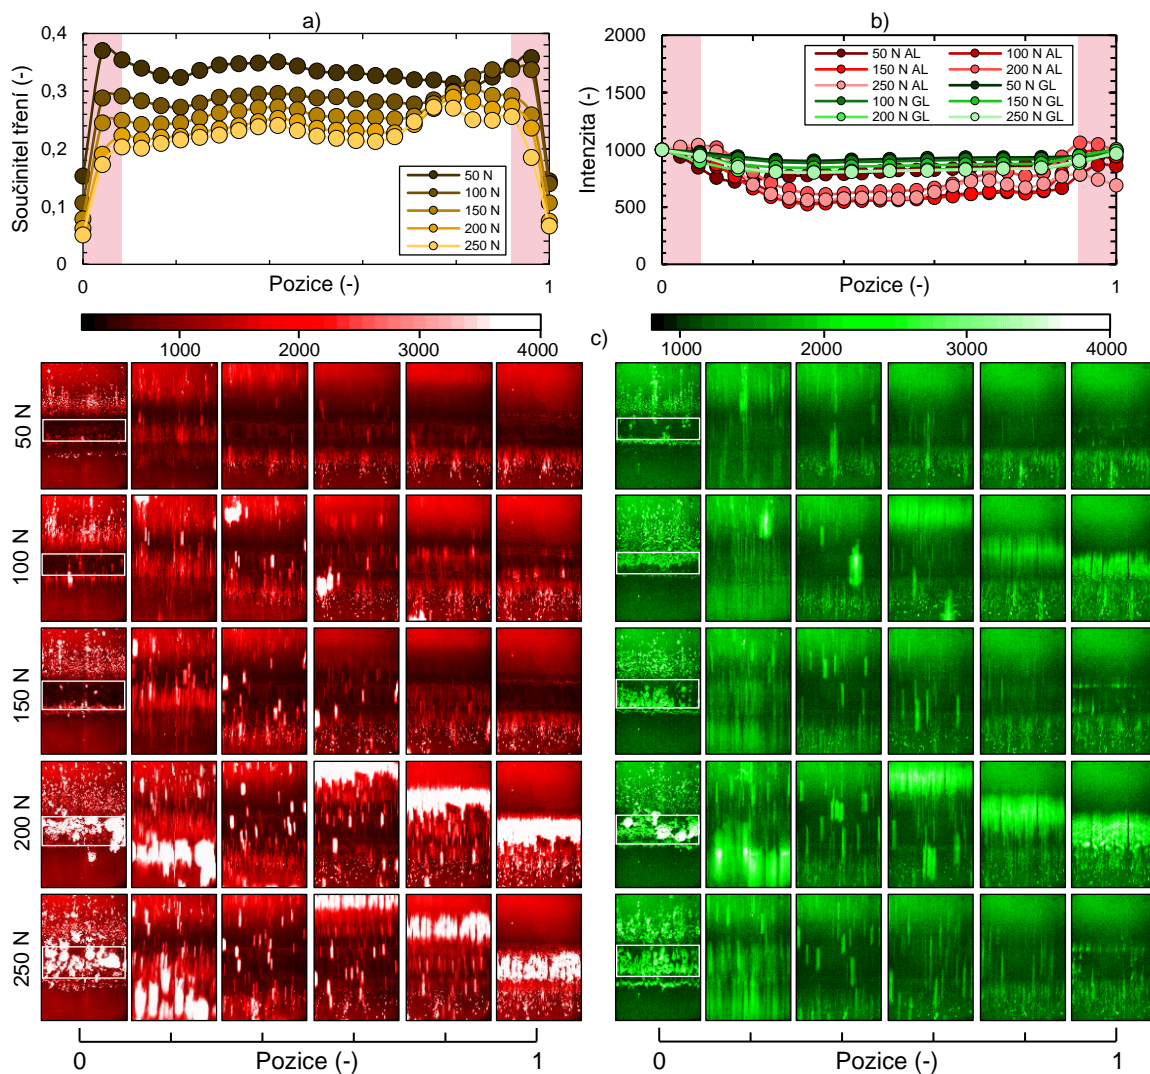 a)
b)
0,4
0,3
0,2
0,1
0
Součinitel tření (-)
50 N
100 N
150 N
200 N
250 N
0
Pozice (-)
1
2000
1500
1000
500
0
Intenzita (-)
50 N AL
100 N AL
150 N AL
200 N AL
250 N AL
50 N GL
100 N GL
150 N GL
200 N GL
250 N GL
0
Pozice (-)
1
c)
1000
2000
3000
4000
1000
2000
3000
4000
50 N
100 N
150 N
200 N
250 N
0
Pozice (-)
1
0
Pozice (-)
1